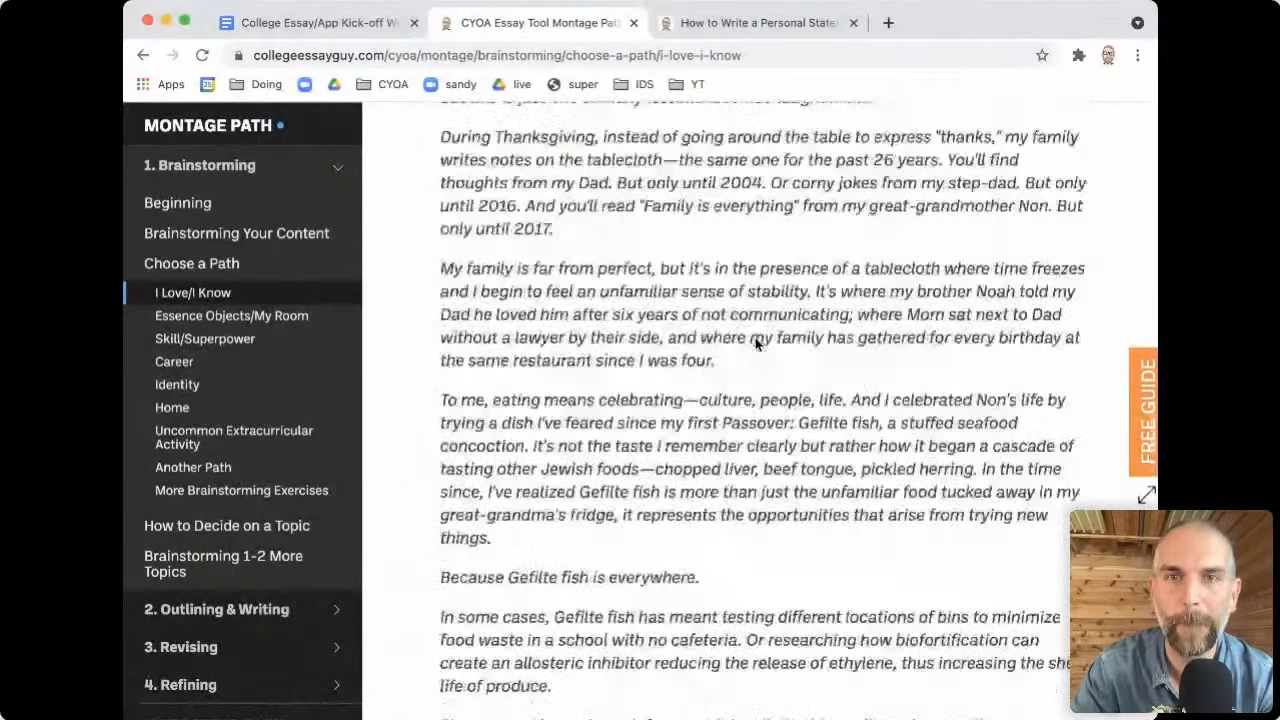 College Essay/App Kick-off W
CYOA Essay Tool Montage Pat
How to Write a Personal State
collegeessayguy.com/cyoa/montage/brainstorming/choose-a-path/i-love-i-know
Apps
Doing
CYOA
sandy
live
super
IDS
YT
MONTAGE PATH
1. Brainstorming
Beginning
Brainstorming Your Content
Choose a Path
I Love/I Know
Essence Objects/My Room
Skill/Superpower
Career
Identity
Home
Uncommon Extracurricular
Activity
Another Path
More Brainstorming Exercises
How to Decide on a Topic
Brainstorming 1-2 More
Topics
2. Outlining & Writing
3. Revising
4. Refining
During Thanksgiving, instead of going around the table to express "thanks," my family
writes notes on the tablecloth—the same one for the past 26 years. You'll find
thoughts from my Dad. But only until 2004. Or corny jokes from my step-dad. But only
until 2016. And you'll read "Family is everything" from my great-grandmother Non. But
only until 2017.
My family is far from perfect, but it's in the presence of a tablecloth where time freezes
and I begin to feel an unfamiliar sense of stability. It's where my brother Noah told my
Dad he loved him after six years of not communicating; where Mom sat next to Dad
without a lawyer by their side, and where my family has gathered for every birthday at
the same restaurant since I was four.
To me, eating means celebrating—culture, people, life. And I celebrated Non's life by
trying a dish I've feared since my first Passover: Gefilte fish, a stuffed seafood
concoction. It's not the taste I remember clearly but rather how it began a cascade of
tasting other Jewish foods—chopped liver, beef tongue, pickled herring. In the time
since, I've realized Gefilte fish is more than just the unfamiliar food tucked away in my
great-grandma's fridge, it represents the opportunities that arise from trying new
things.
Because Gefilte fish is everywhere.
In some cases, Gefilte fish has meant testing different locations of bins to minimize
food waste in a school with no cafeteria. Or researching how biofortification can
create an allosteric inhibitor reducing the release of ethylene, thus increasing the she
life of produce.
FREE GUIDE